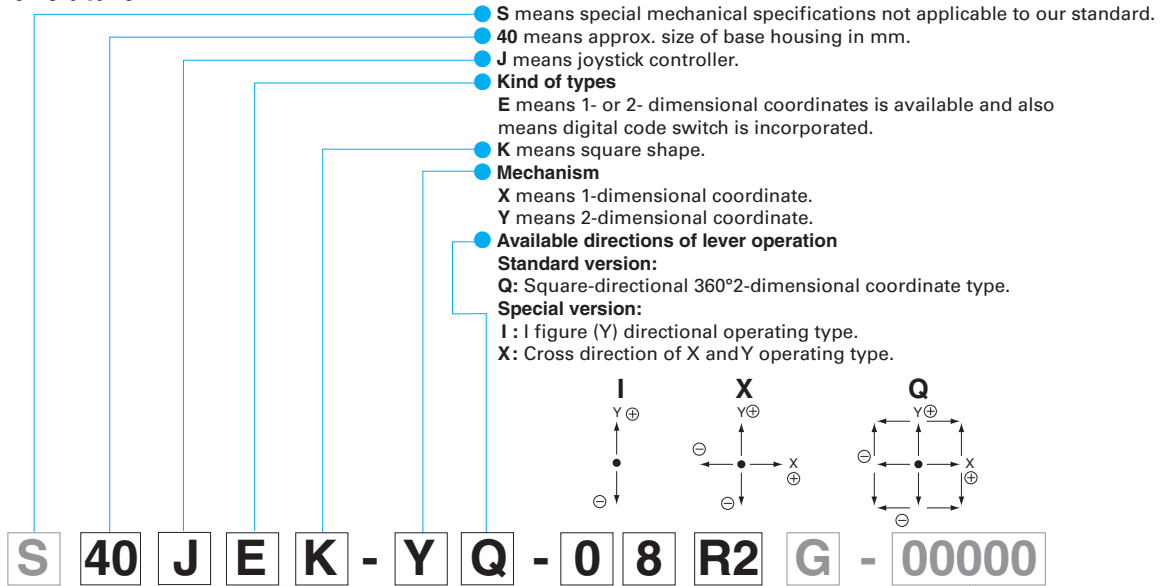 S means special mechanical specifications not applicable to our standard.
40 means approx. size of base housing in mm.
J means joystick controller.
Kind of types
E means 1- or 2- dimensional coordinates is available and also
means digital code switch is incorporated.
K means square shape.
Mechanism
X means 1-dimensional coordinate.
Y means 2-dimensional coordinate.
Available directions of lever operation
Standard version:
Q: Square-directional 360°2-dimensional coordinate type.
Special version:
I : I figure (Y) directional operating type.
X : Cross direction of X and Y operating type.
I X Q
Y ⊕ Y ⊕ Y ⊕
⊖ ⊖
X X
⊕ ⊕
⊖ ⊖
⊖
S 40 J E K - Y Q - 0 8 R2 G - 00000